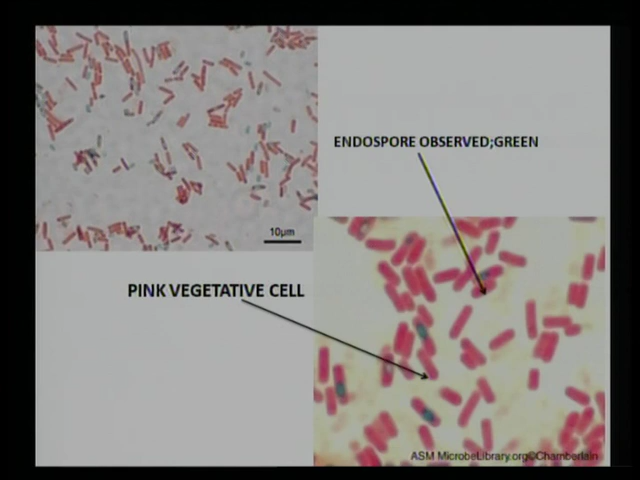 ENDOSPORE OBSERVED;GREEN
10µm
PINK VEGETATIVE CELL
ASM MicrobeLibrary.org©Chamberlain